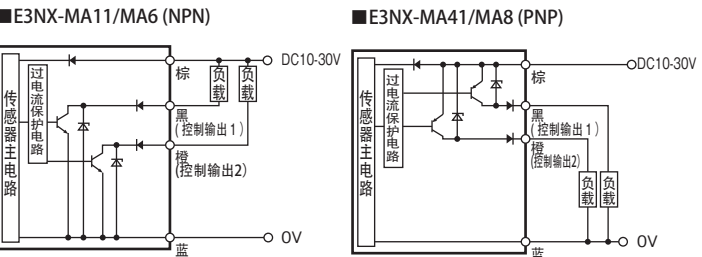 ■E3NX-MA11/MA6 (NPN)
传感器主电路
过电流保护电路
负载
负载
DC10-30V
棕
黑
(控制输出1)
橙
(控制输出2)
0V
蓝
■E3NX-MA41/MA8 (PNP)
传感器主电路
过电流保护电路
DC10-30V
棕
黑
(控制输出1)
橙
(控制输出2)
负载
负载
0V
蓝